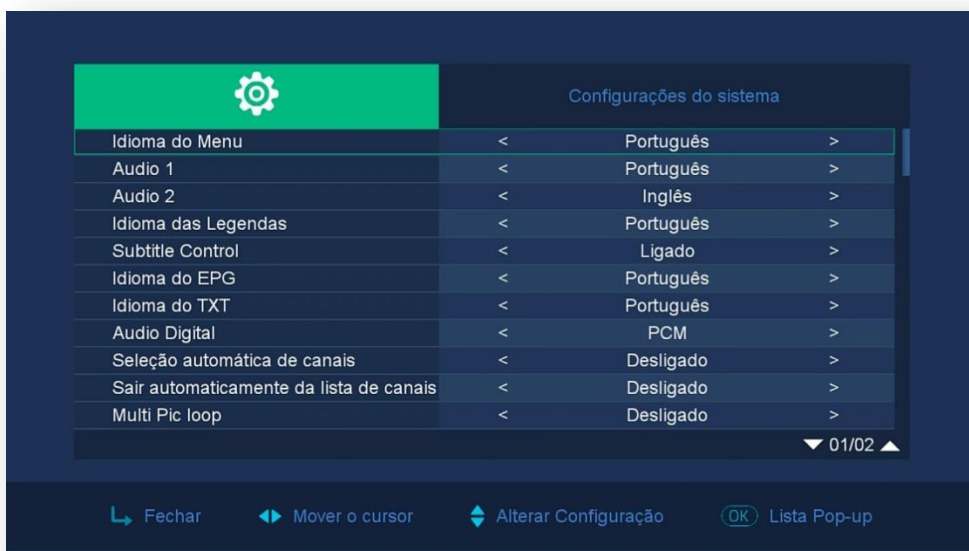 Configurações do sistema
Idioma do Menu < Português >
Audio 1 < Português >
Audio 2 < Inglês >
Idioma das Legendas < Português >
Subtitle Control < Ligado >
Idioma do EPG < Português >
Idioma do TXT < Português >
Audio Digital < PCM >
Seleção automática de canais < Desligado >
Sair automaticamente da lista de canais < Desligado >
Multi Pic loop < Desligado >
01/02
Fechar Mover o cursor Alterar Configuração OK Lista Pop-up